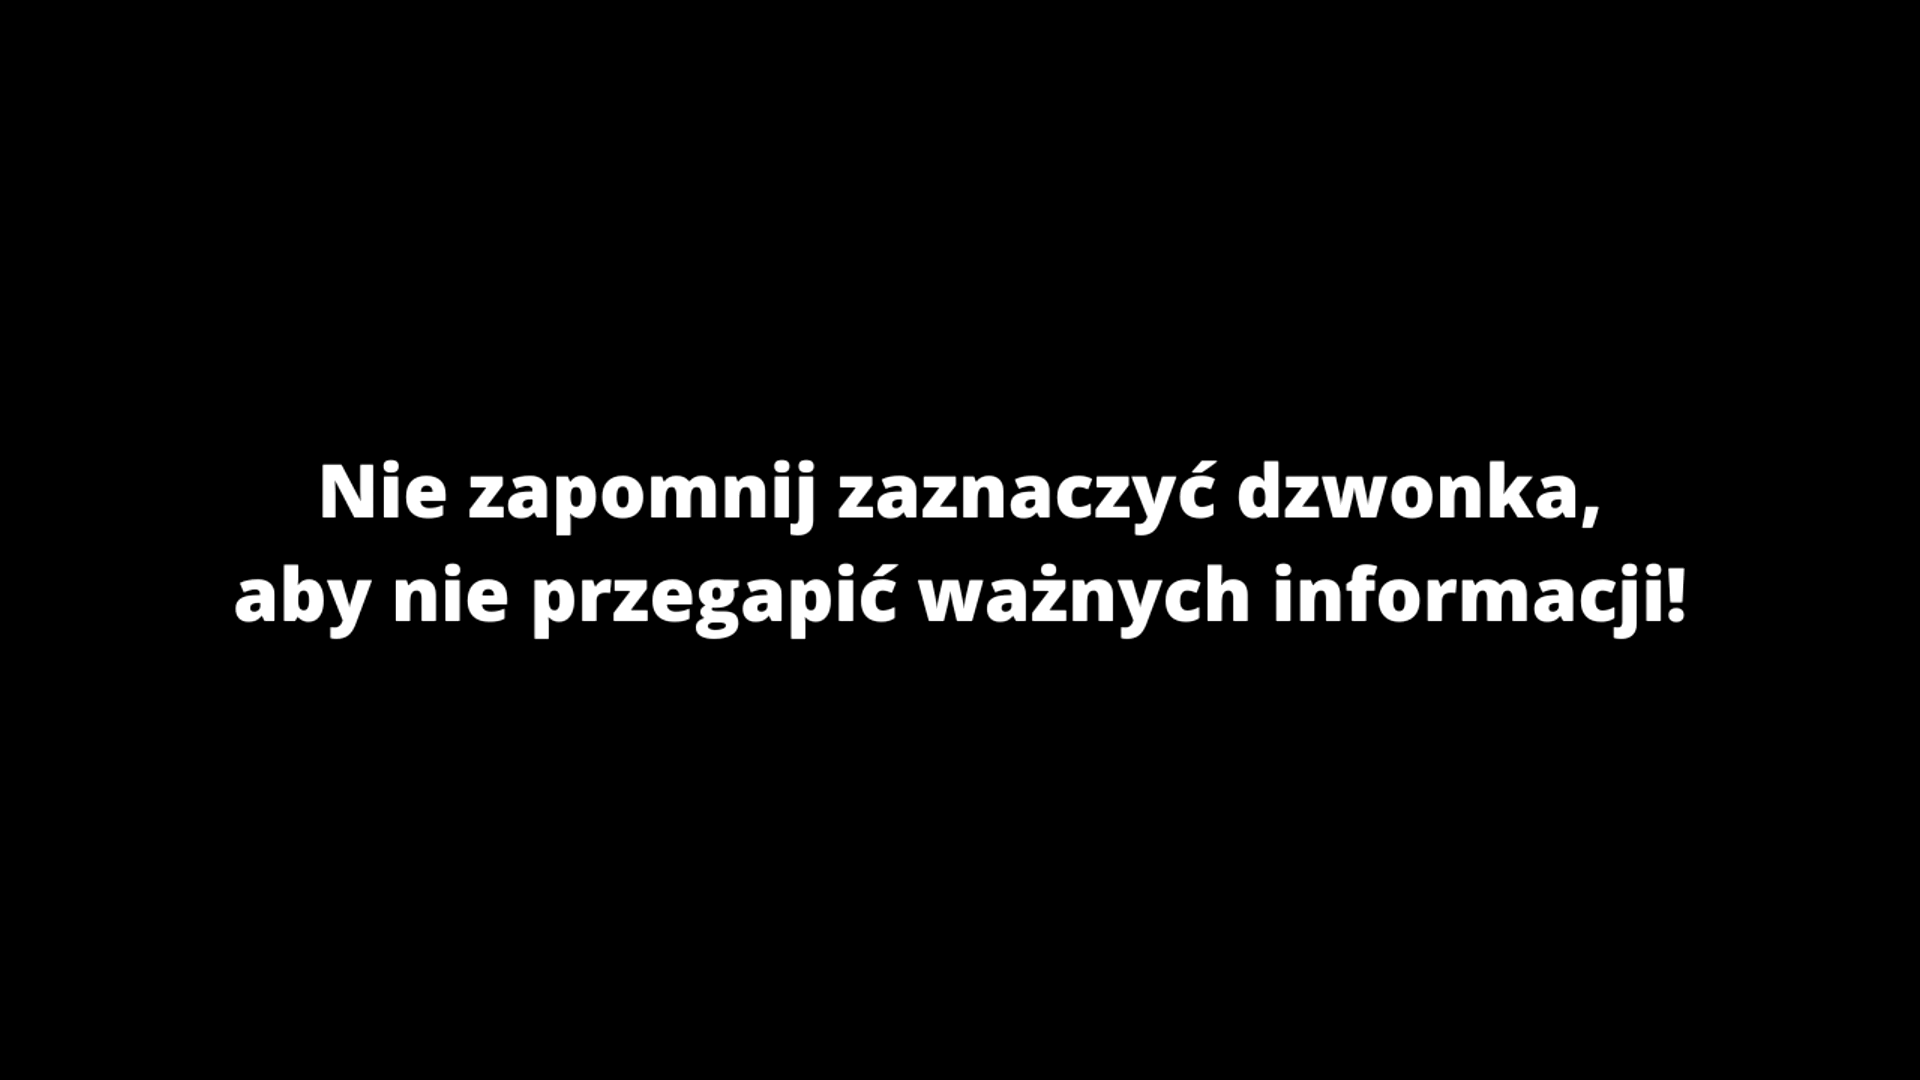 Nie zapomnij zaznaczyć dzwonka,
aby nie przegapić ważnych informacji!